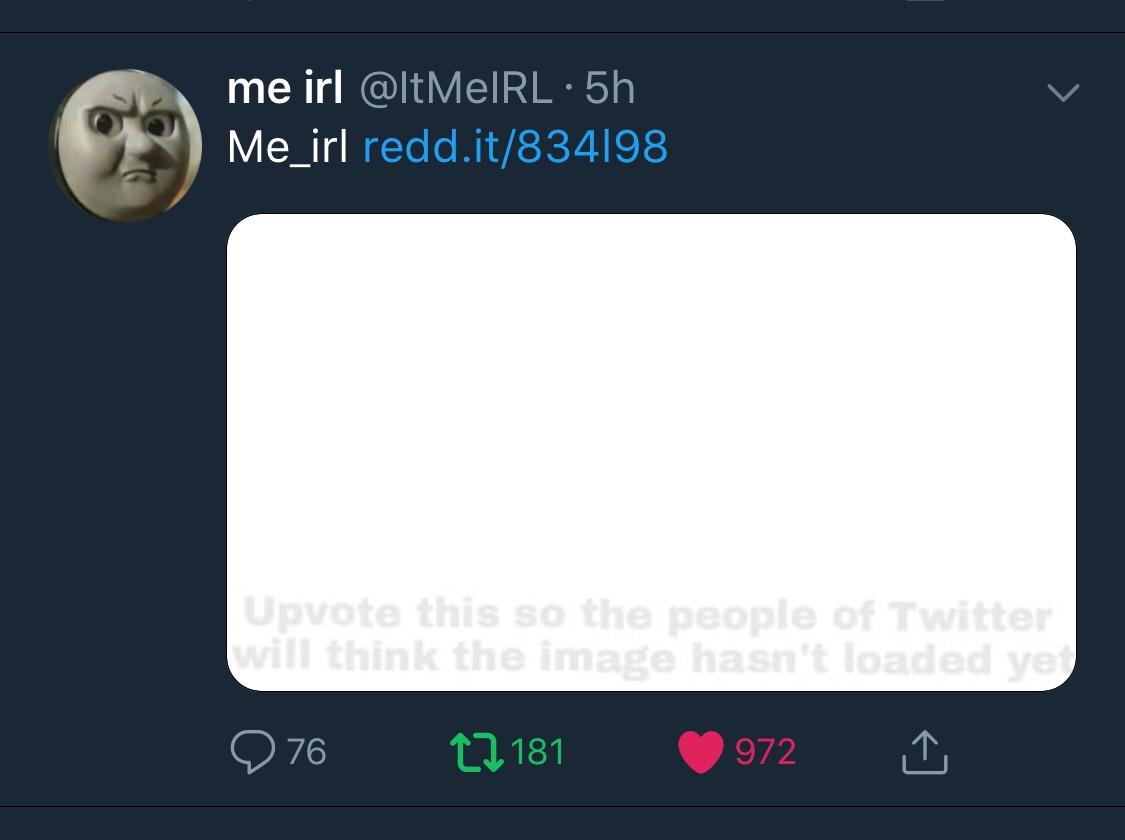 me irl @ItMeIRL · 5h
Me_irl redd.it/834l98
Upvote this so the people of Twitter
will think the image hasn't loaded yet
76 181 972